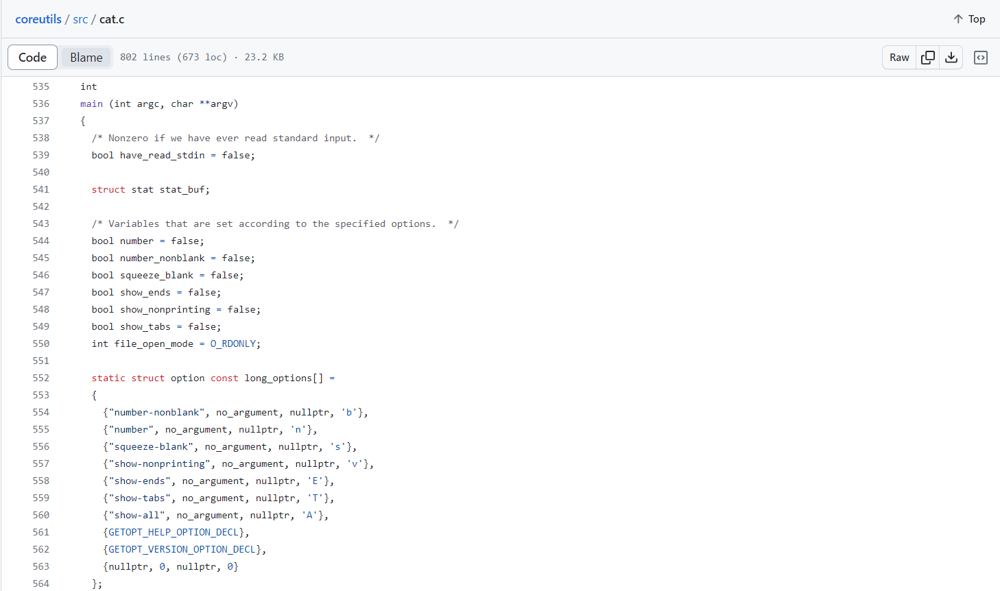 coreutils / src / cat.c
Top
Code Blame 802 lines (673 loc) · 23.2 KB
Raw
535 int
536 main (int argc, char **argv)
537 {
538 /* Nonzero if we have ever read standard input.  */
539 bool have_read_stdin = false;
540
541 struct stat stat_buf;
542
543 /* Variables that are set according to the specified options.  */
544 bool number = false;
545 bool number_nonblank = false;
546 bool squeeze_blank = false;
547 bool show_ends = false;
548 bool show_nonprinting = false;
549 bool show_tabs = false;
550 int file_open_mode = O_RDONLY;
551
552 static struct option const long_options[] =
553 {
554 {"number-nonblank", no_argument, nullptr, 'b'},
555 {"number", no_argument, nullptr, 'n'},
556 {"squeeze-blank", no_argument, nullptr, 's'},
557 {"show-nonprinting", no_argument, nullptr, 'v'},
558 {"show-ends", no_argument, nullptr, 'E'},
559 {"show-tabs", no_argument, nullptr, 'T'},
560 {"show-all", no_argument, nullptr, 'A'},
561 {GETOPT_HELP_OPTION_DECL},
562 {GETOPT_VERSION_OPTION_DECL},
563 {nullptr, 0, nullptr, 0}
564 };